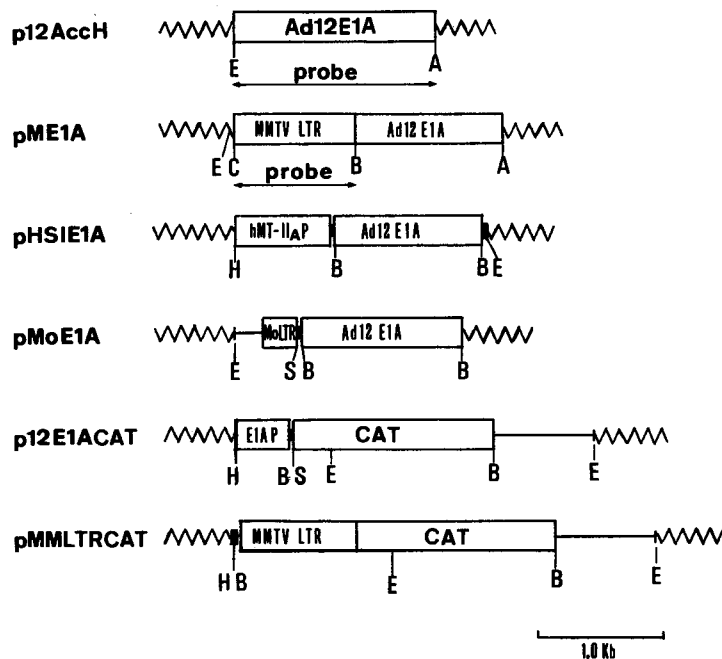 p12AccH Ad12E1A
E A
probe
pME1A MMTV LTR Ad12 E1A
E C B A
probe
pHSIE1A hMT-IIAP Ad12 E1A
H B B E
pMoE1A MoLTR Ad12 E1A
E S B B
p12E1ACAT E1A P CAT
H B S E B E
pMMLTRCAT MMTV LTR CAT
H B E B E
1.0 Kb